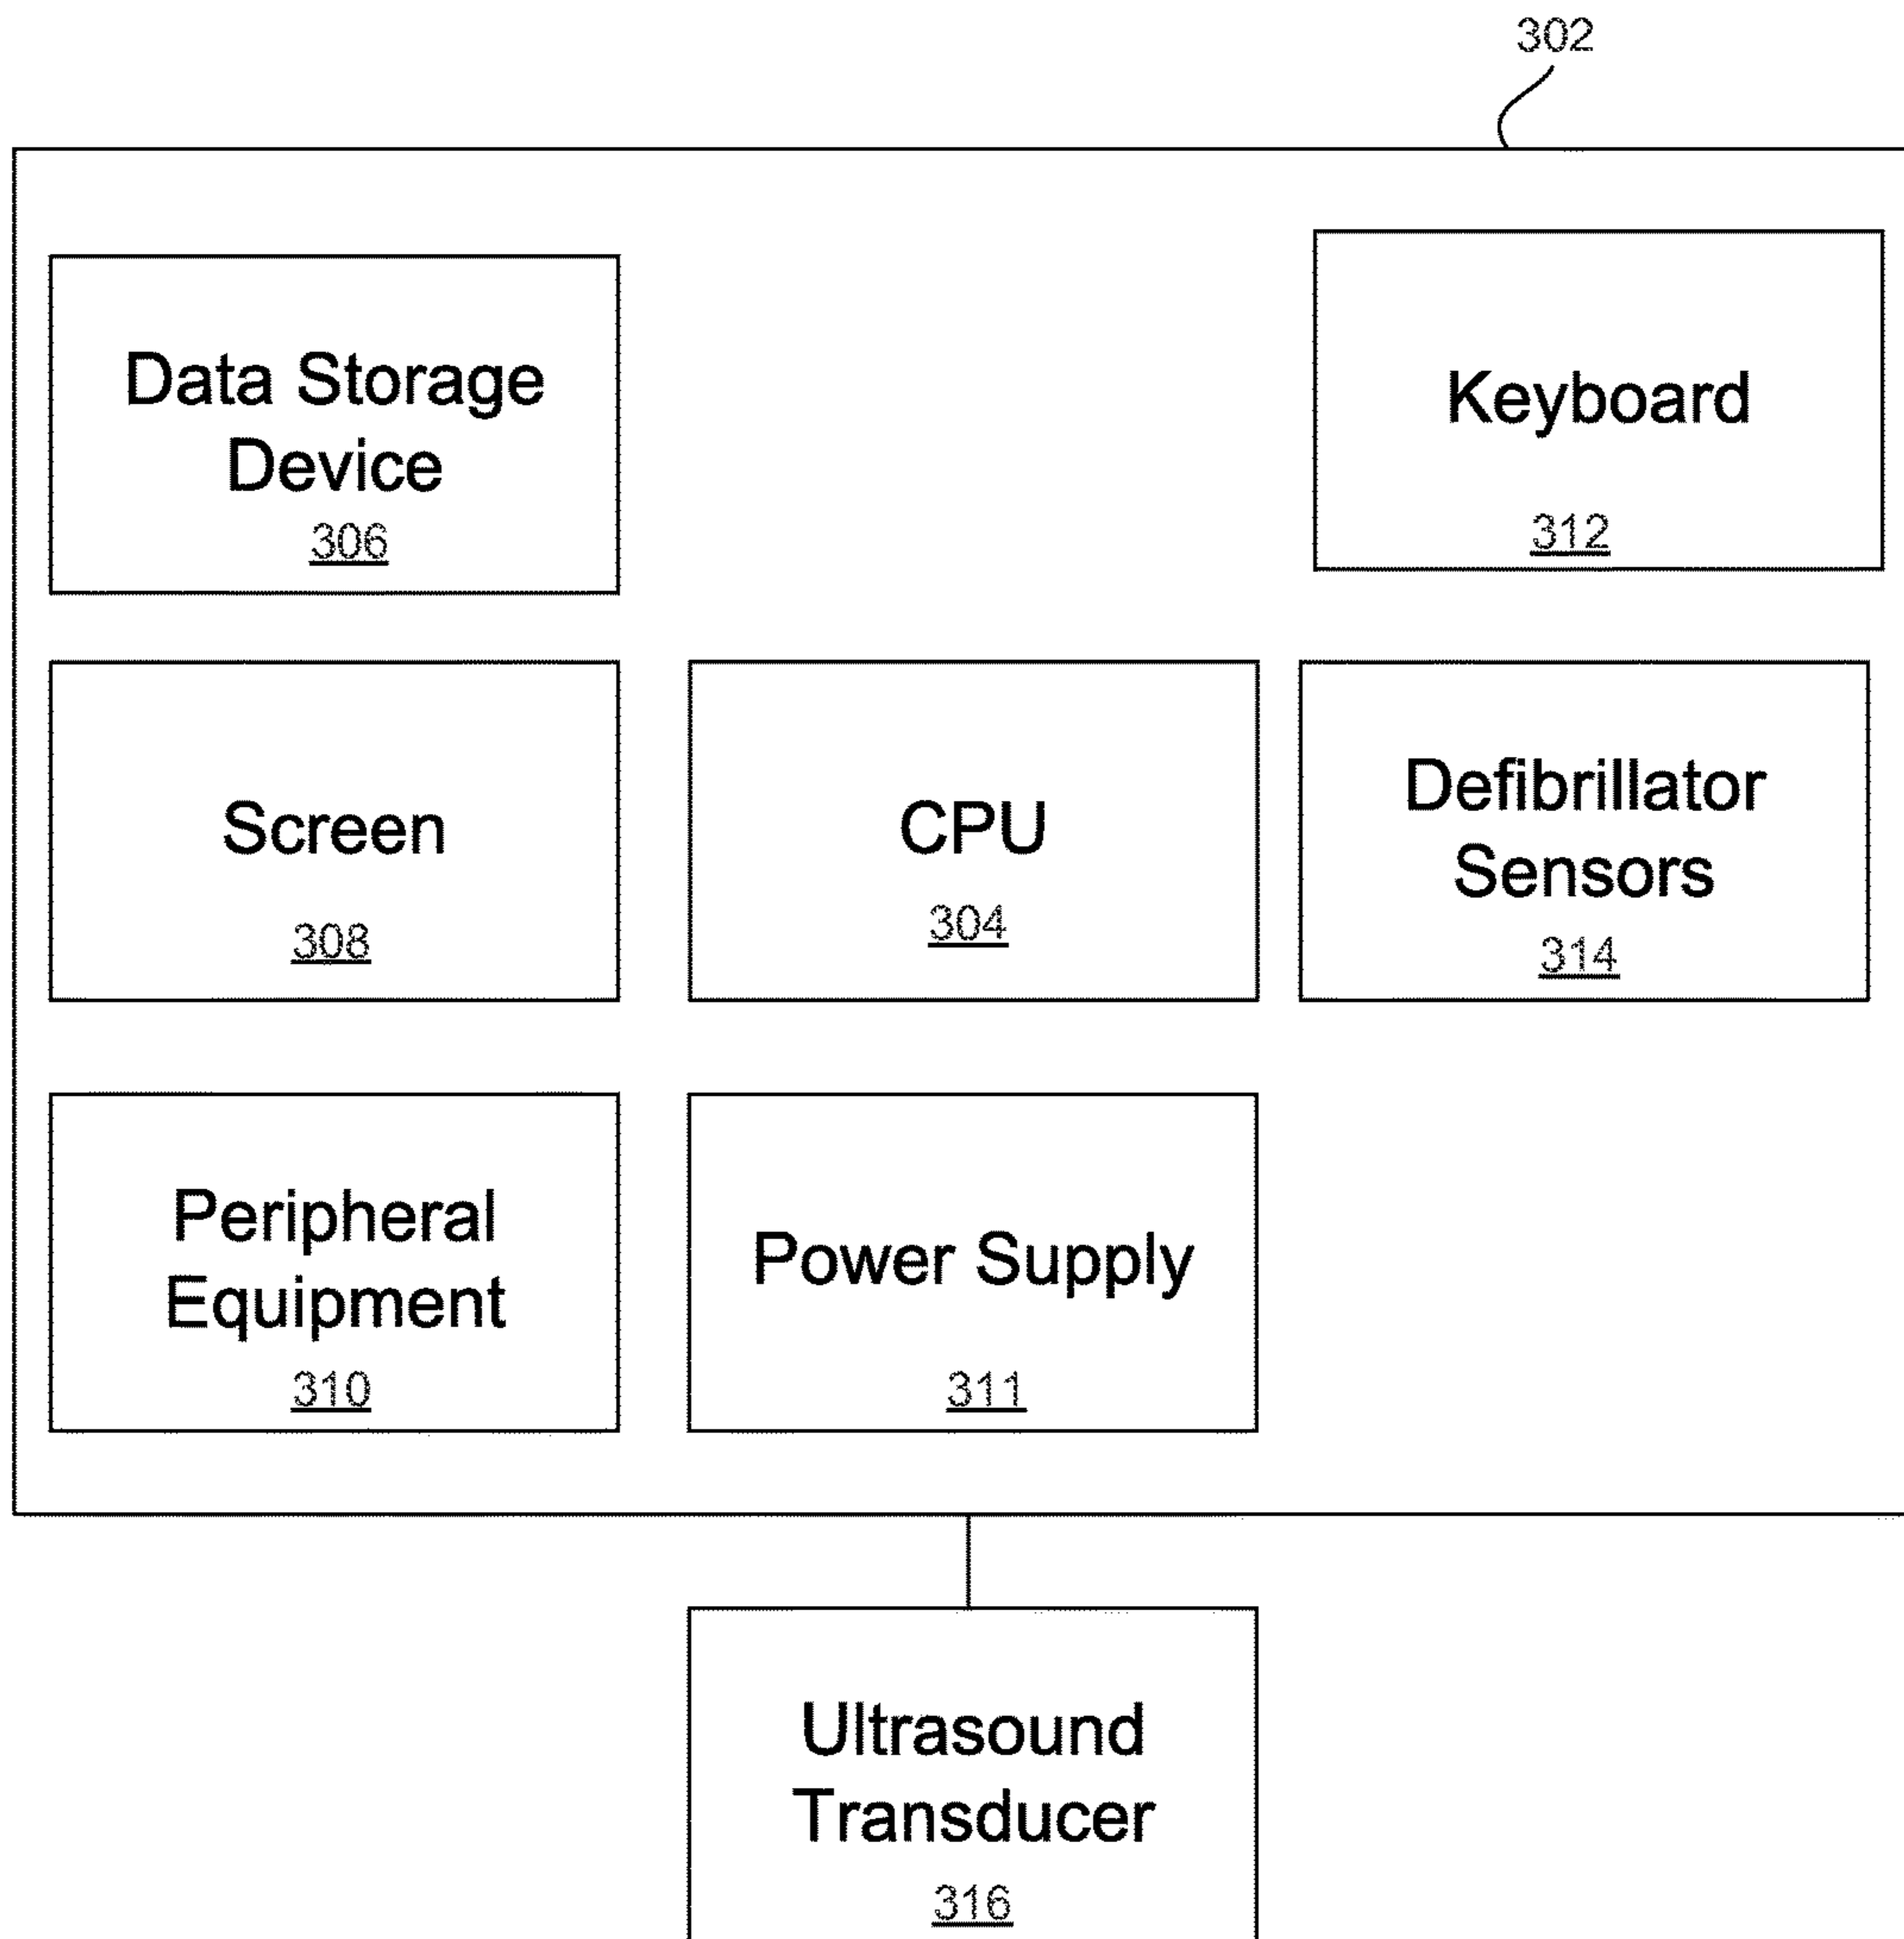 302
Data Storage
Device
306
Keyboard
312
Screen
308
CPU
304
Defibrillator
Sensors
314
Peripheral
Equipment
310
Power Supply
311
Ultrasound
Transducer
316